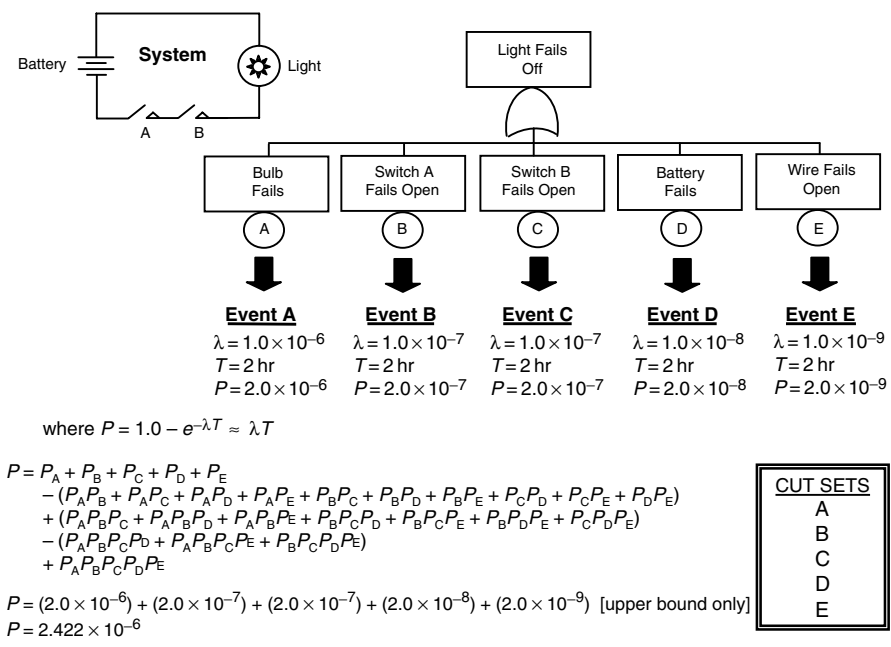 System
Battery
Light
A
B
Light Fails
Off
Bulb
Fails
Switch A
Fails Open
Switch B
Fails Open
Battery
Fails
Wire Fails
Open
A
B
C
D
E
Event A
λ = 1.0 × 10⁻⁶
T = 2 hr
P = 2.0 × 10⁻⁶
Event B
λ = 1.0 × 10⁻⁷
T = 2 hr
P = 2.0 × 10⁻⁷
Event C
λ = 1.0 × 10⁻⁷
T = 2 hr
P = 2.0 × 10⁻⁷
Event D
λ = 1.0 × 10⁻⁸
T = 2 hr
P = 2.0 × 10⁻⁸
Event E
λ = 1.0 × 10⁻⁹
T = 2 hr
P = 2.0 × 10⁻⁹
where P = 1.0 – e^–λT ≈ λT
P = P_A + P_B + P_C + P_D + P_E
– (P_AP_B + P_AP_C + P_AP_D + P_AP_E + P_BP_C + P_BP_D + P_BP_E + P_CP_D + P_CP_E + P_DP_E)
+ (P_AP_BP_C + P_AP_BP_D + P_AP_BP_E + P_BP_CP_D + P_BP_CP_E + P_BP_DP_E + P_CP_DP_E)
– (P_AP_BP_CP_D + P_AP_BP_CP_E + P_BP_CP_DP_E)
+ P_AP_BP_CP_DP_E
P = (2.0 × 10⁻⁶) + (2.0 × 10⁻⁷) + (2.0 × 10⁻⁷) + (2.0 × 10⁻⁸) + (2.0 × 10⁻⁹) [upper bound only]
P = 2.422 × 10⁻⁶
CUT SETS
A
B
C
D
E